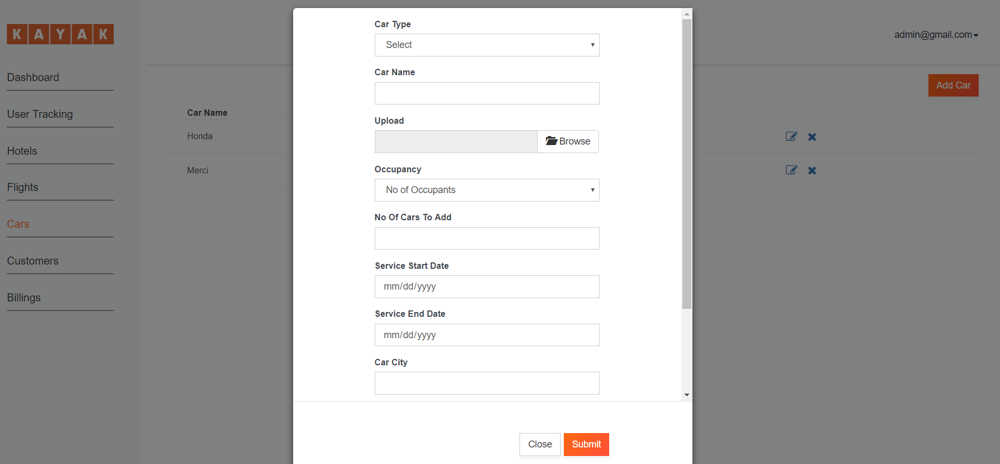 KAYAK
admin@gmail.com
Dashboard
User Tracking
Hotels
Flights
Cars
Customers
Billings
Add Car
Car Name
Honda
Merci
Car Type
Select
Car Name
Upload
Browse
Occupancy
No of Occupants
No Of Cars To Add
Service Start Date
mm/dd/yyyy
Service End Date
mm/dd/yyyy
Car City
Close
Submit